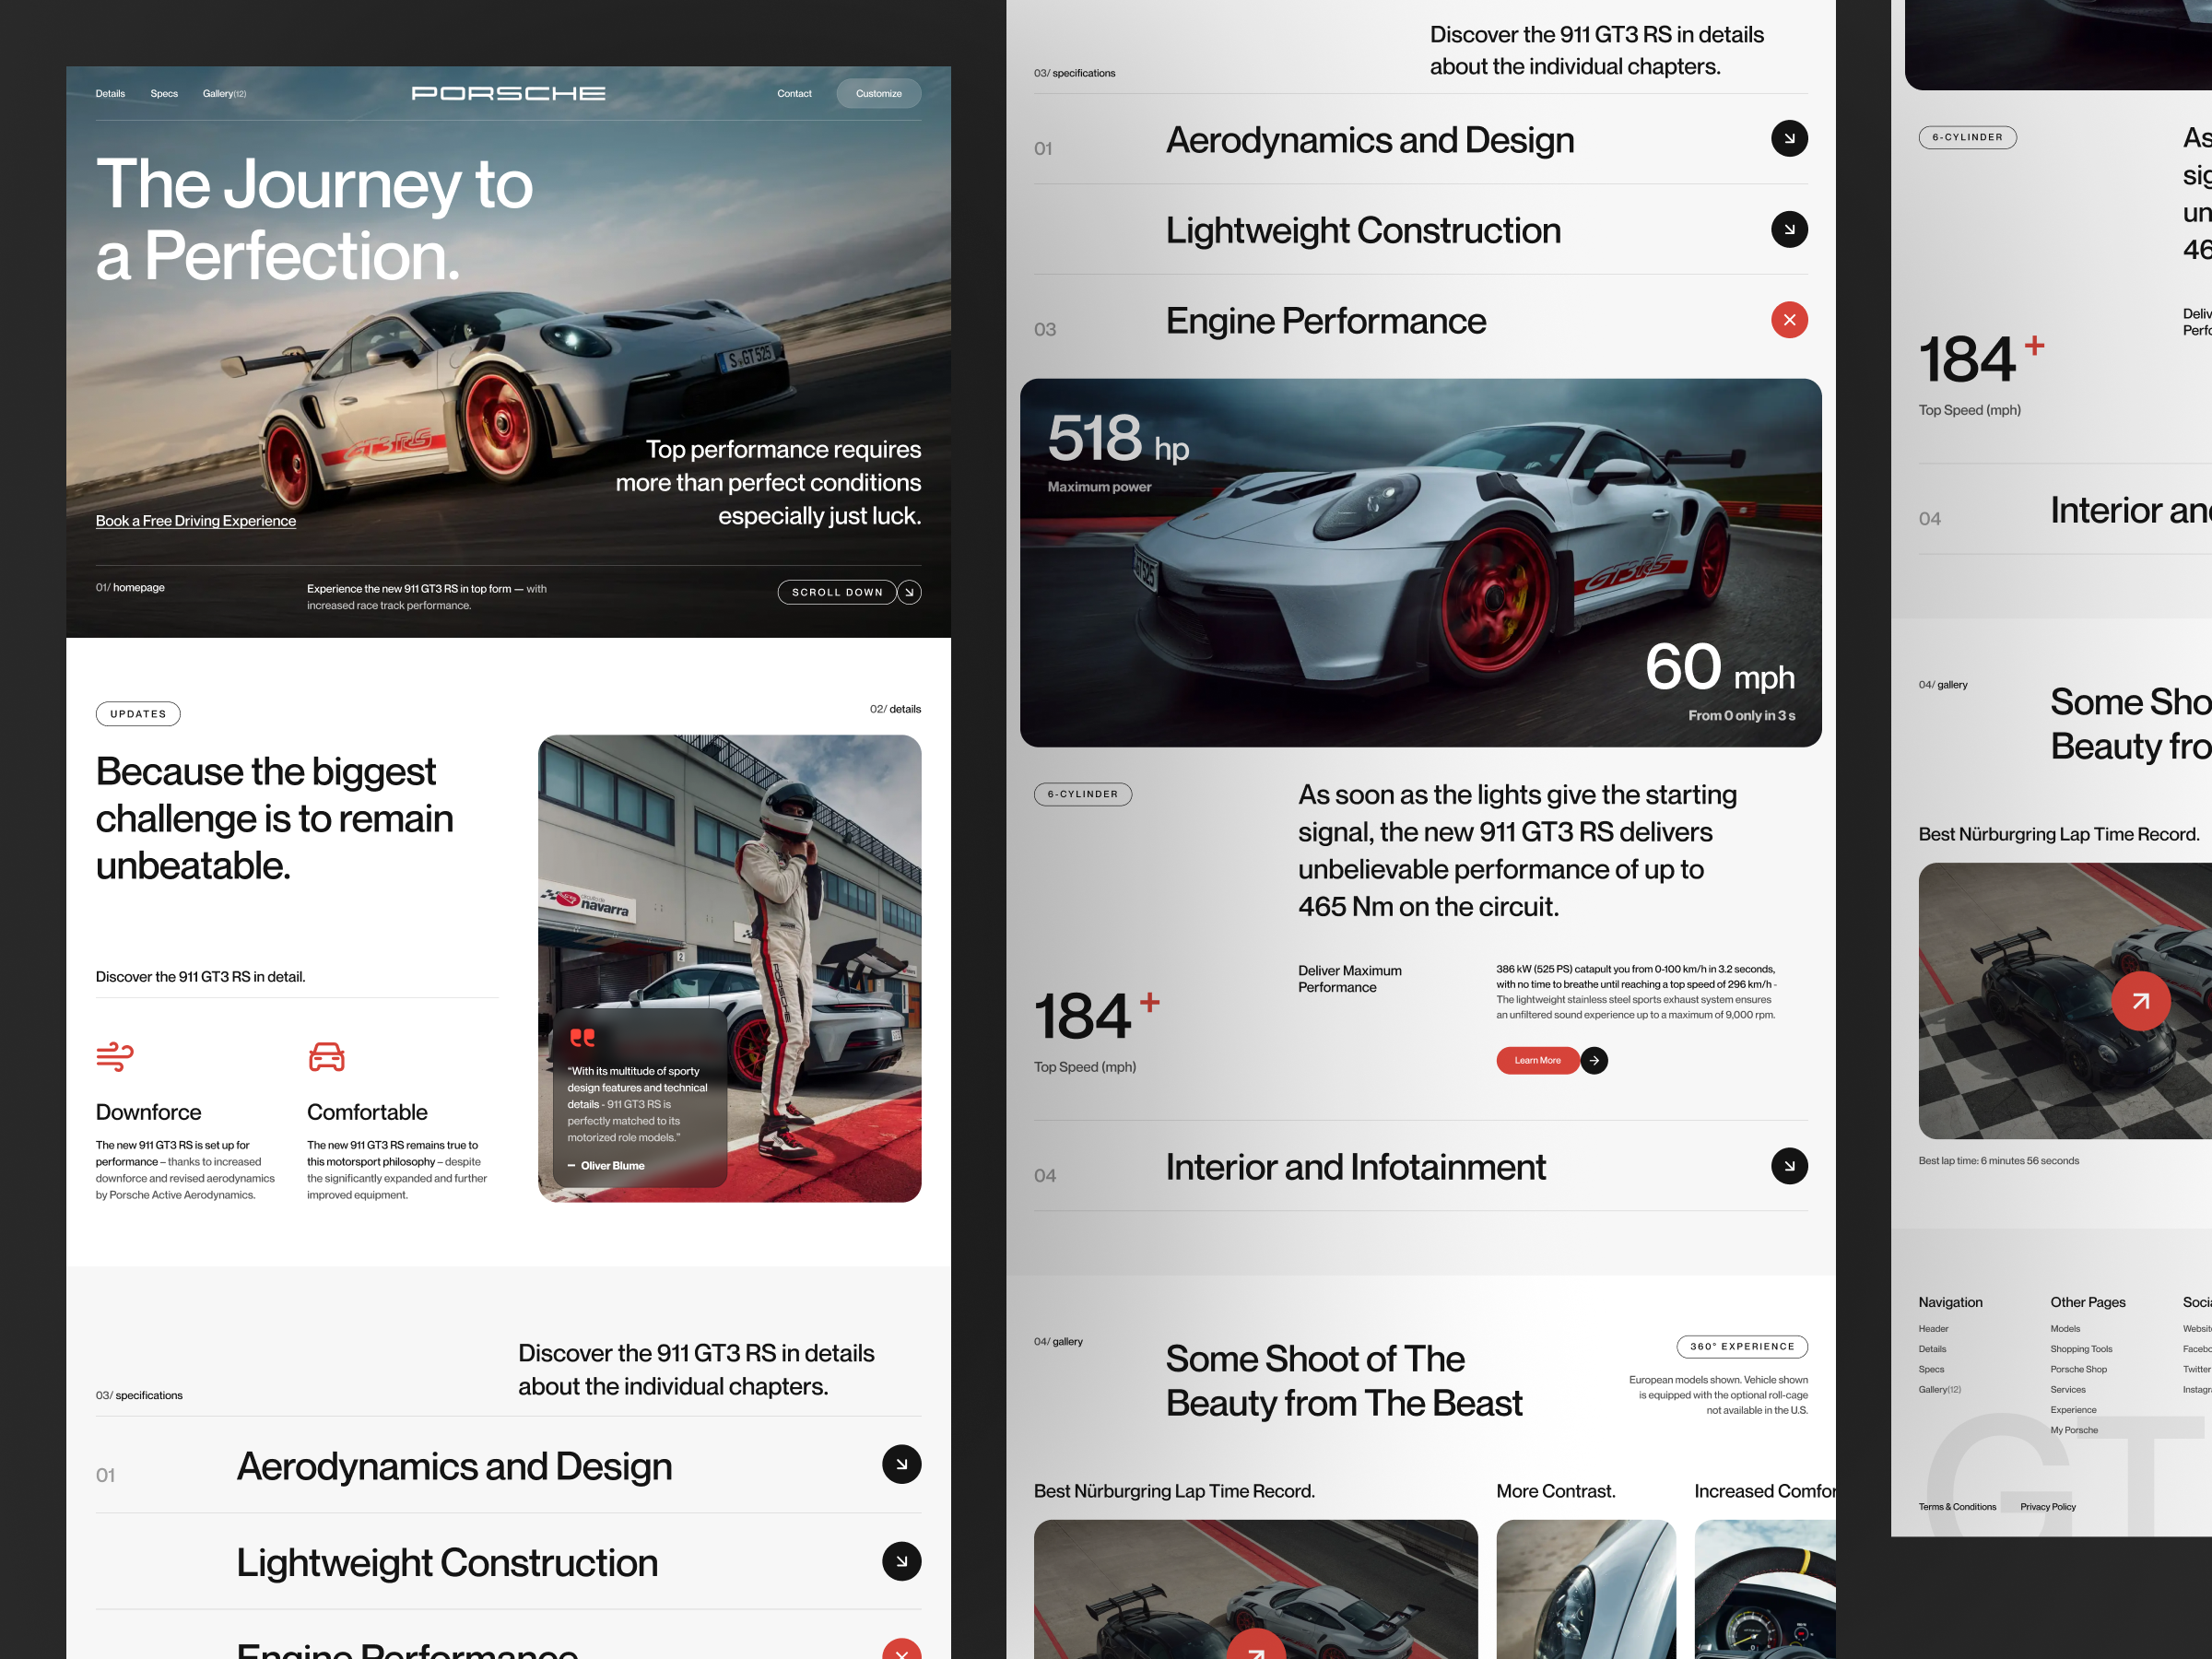 Details Specs Gallery(12) PORSCHE Contact Customize
The Journey to
a Perfection.
S GT 525
GT3 RS
Top performance requires
more than perfect conditions
especially just luck.
Book a Free Driving Experience
01/ homepage
Experience the new 911 GT3 RS in top form — with
increased race track performance.
SCROLL DOWN
UPDATES
02/ details
Because the biggest
challenge is to remain
unbeatable.
Discover the 911 GT3 RS in detail.
Downforce
The new 911 GT3 RS is set up for
performance – thanks to increased
downforce and revised aerodynamics
by Porsche Active Aerodynamics.
Comfortable
The new 911 GT3 RS remains true to
this motorsport philosophy – despite
the significantly expanded and further
improved equipment.
navarra
2
PORSCHE
“With its multitude of sporty
design features and technical
details - 911 GT3 RS is
perfectly matched to its
motorized role models.”
– Oliver Blume
03/ specifications
Discover the 911 GT3 RS in details
about the individual chapters.
01 Aerodynamics and Design
Lightweight Construction
Engine Performance
03/ specifications
Discover the 911 GT3 RS in details
about the individual chapters.
01 Aerodynamics and Design
Lightweight Construction
03 Engine Performance
518 hp
Maximum power
GT 525
GT3 RS
60 mph
From 0 only in 3 s
6-CYLINDER
As soon as the lights give the starting
signal, the new 911 GT3 RS delivers
unbelievable performance of up to
465 Nm on the circuit.
184+
Top Speed (mph)
Deliver Maximum
Performance
386 kW (525 PS) catapult you from 0-100 km/h in 3.2 seconds,
with no time to breathe until reaching a top speed of 296 km/h -
The lightweight stainless steel sports exhaust system ensures
an unfiltered sound experience up to a maximum of 9,000 rpm.
Learn More
04 Interior and Infotainment
04/ gallery
Some Shoot of The
Beauty from The Beast
360° EXPERIENCE
European models shown. Vehicle shown
is equipped with the optional roll-cage
not available in the U.S.
Best Nürburgring Lap Time Record.
More Contrast.
Increased Comfor
6-CYLINDER
As
sig
un
46
184+
Top Speed (mph)
Deliv
Perfo
04 Interior an
04/ gallery
Some Sho
Beauty fro
Best Nürburgring Lap Time Record.
Best lap time: 6 minutes 56 seconds
Navigation
Header
Details
Specs
Gallery(12)
Other Pages
Models
Shopping Tools
Porsche Shop
Services
Experience
My Porsche
Socia
Websit
Facebo
Twitter
Instagr
GT
Terms & Conditions Privacy Policy